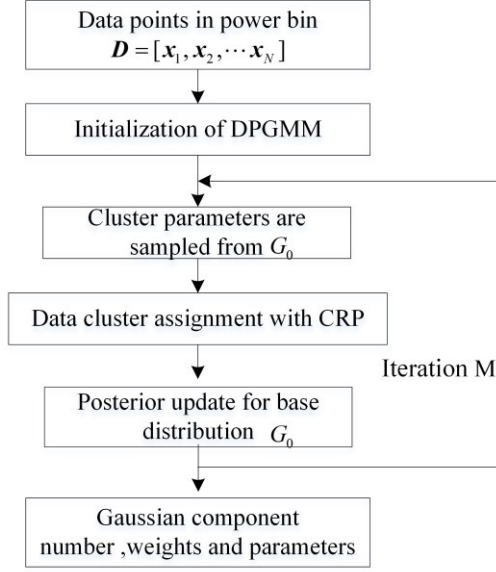 Data points in power bin
D = [x₁, x₂, ⋯ x_N]
Initialization of DPGMM
Cluster parameters are
sampled from G₀
Data cluster assignment with CRP
Iteration M
Posterior update for base
distribution G₀
Gaussian component
number ,weights and parameters